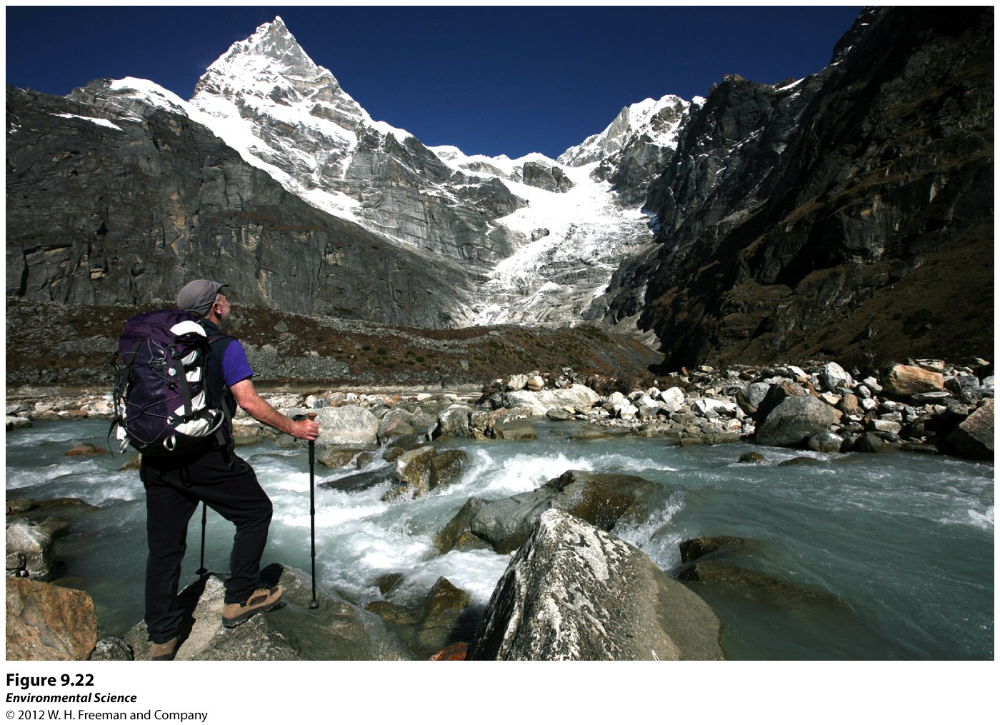 Figure 9.22
Environmental Science
© 2012 W. H. Freeman and Company